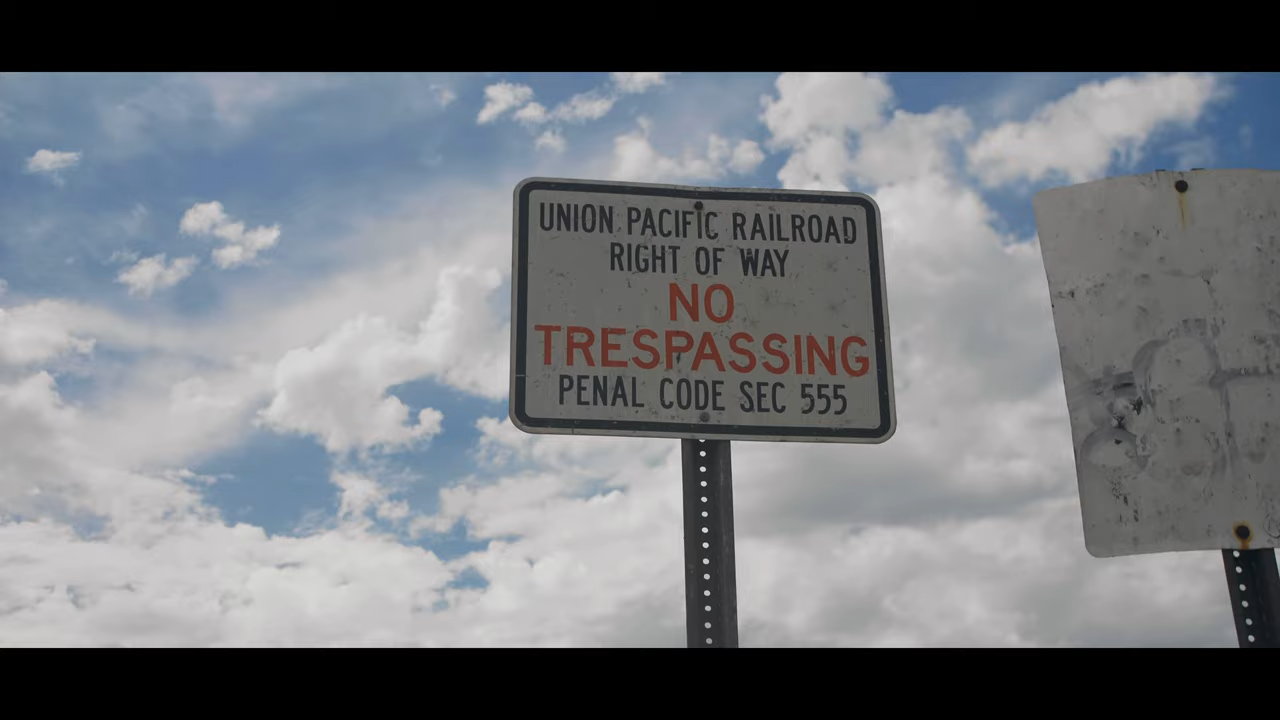 UNION PACIFIC RAILROAD
RIGHT OF WAY
NO
TRESPASSING
PENAL CODE SEC 555